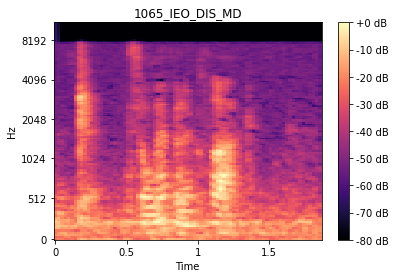 1065_IEO_DIS_MD
+0 dB
8192
-10 dB
4096
-20 dB
-30 dB
2048
Hz
-40 dB
1024
-50 dB
512
-60 dB
-70 dB
0
-80 dB
0
0.5
1
1.5
Time